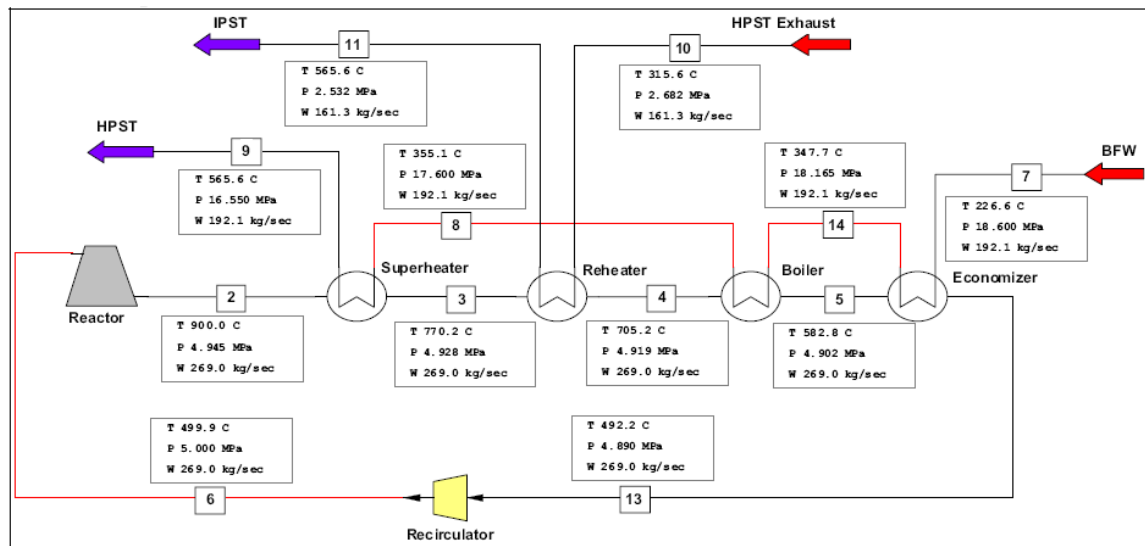 IPST
HPST Exhaust
11
10
T 565.6 C
P 2.532 MPa
W 161.3 kg/sec
T 315.6 C
P 2.682 MPa
W 161.3 kg/sec
HPST
9
T 565.6 C
P 16.550 MPa
W 192.1 kg/sec
T 355.1 C
P 17.600 MPa
W 192.1 kg/sec
8
T 347.7 C
P 18.165 MPa
W 192.1 kg/sec
14
BFW
7
T 226.6 C
P 18.600 MPa
W 192.1 kg/sec
Superheater
Reheater
Boiler
Economizer
Reactor
2
3
4
5
T 900.0 C
P 4.945 MPa
W 269.0 kg/sec
T 770.2 C
P 4.928 MPa
W 269.0 kg/sec
T 705.2 C
P 4.919 MPa
W 269.0 kg/sec
T 582.8 C
P 4.902 MPa
W 269.0 kg/sec
T 499.9 C
P 5.000 MPa
W 269.0 kg/sec
T 492.2 C
P 4.890 MPa
W 269.0 kg/sec
6
13
Recirculator